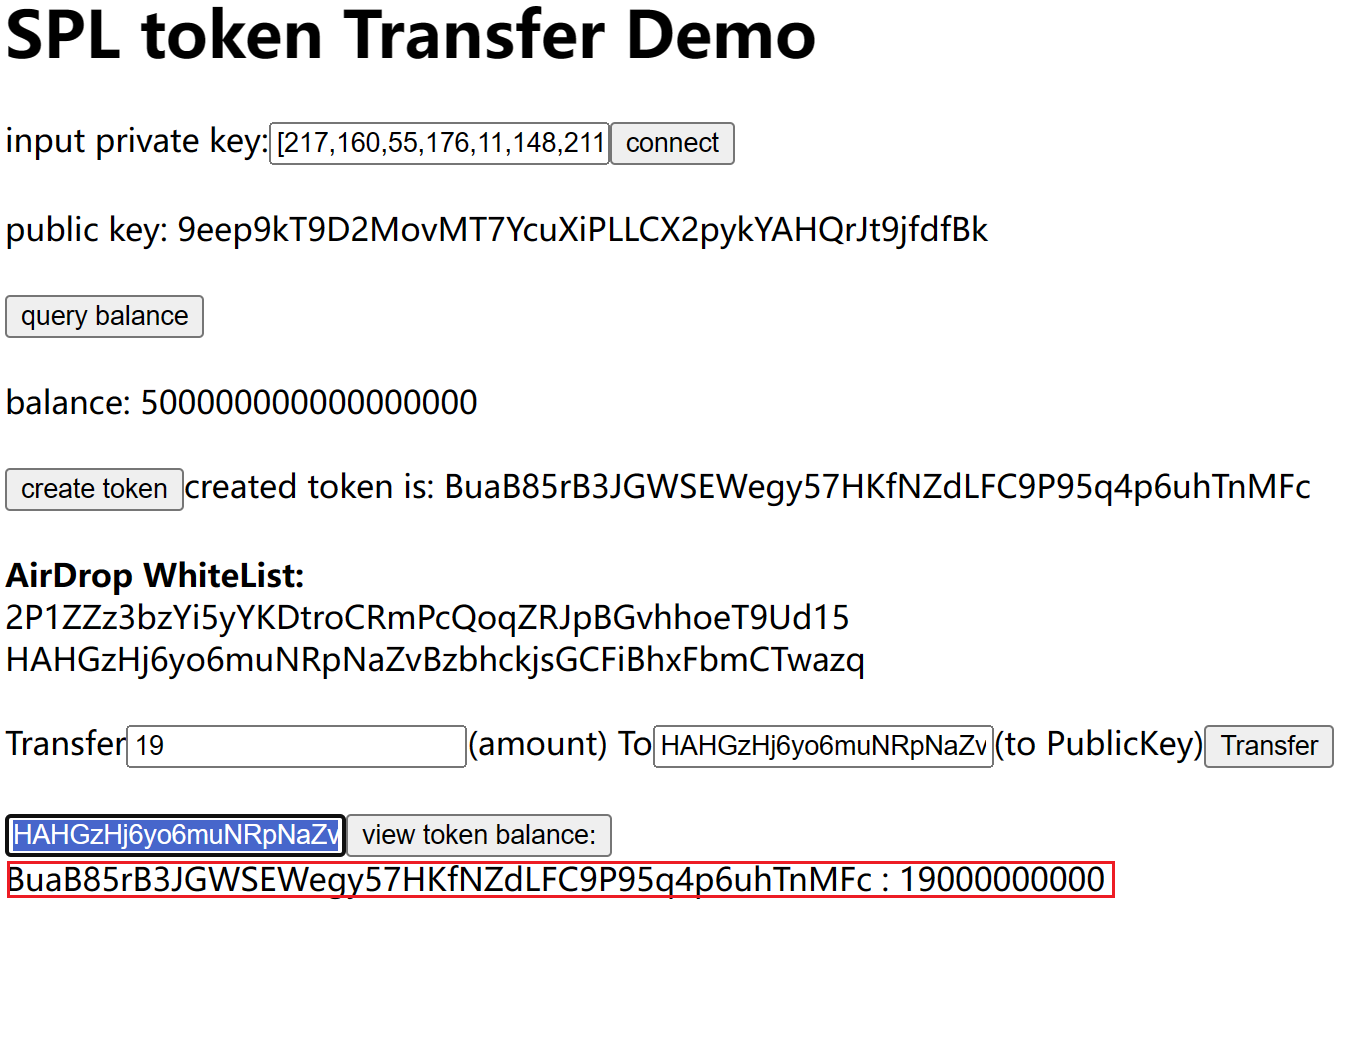 SPL token Transfer Demo
input private key: [217,160,55,176,11,148,211 connect
public key: 9eep9kT9D2MovMT7YcuXiPLLCX2pykYAHQrJt9jfdfBk
query balance
balance: 500000000000000000
create token created token is: BuaB85rB3JGWSEWegy57HKfNZdLFC9P95q4p6uhTnMFc
AirDrop WhiteList:
2P1ZZz3bzYi5yYKDtroCRmPcQoqZRJpBGvhhoeT9Ud15
HAHGzHj6yo6muNRpNaZvBzbhckjsGCFiBhxFbmCTwazq
Transfer 19 (amount) To HAHGzHj6yo6muNRpNaZv (to PublicKey) Transfer
HAHGzHj6yo6muNRpNaZv view token balance:
BuaB85rB3JGWSEWegy57HKfNZdLFC9P95q4p6uhTnMFc : 19000000000